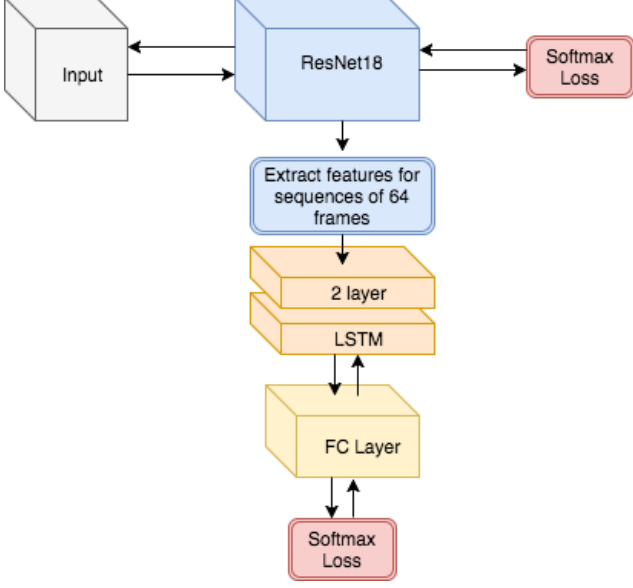 Input
ResNet18
Softmax
Loss
Extract features for
sequences of 64
frames
2 layer
LSTM
FC Layer
Softmax
Loss